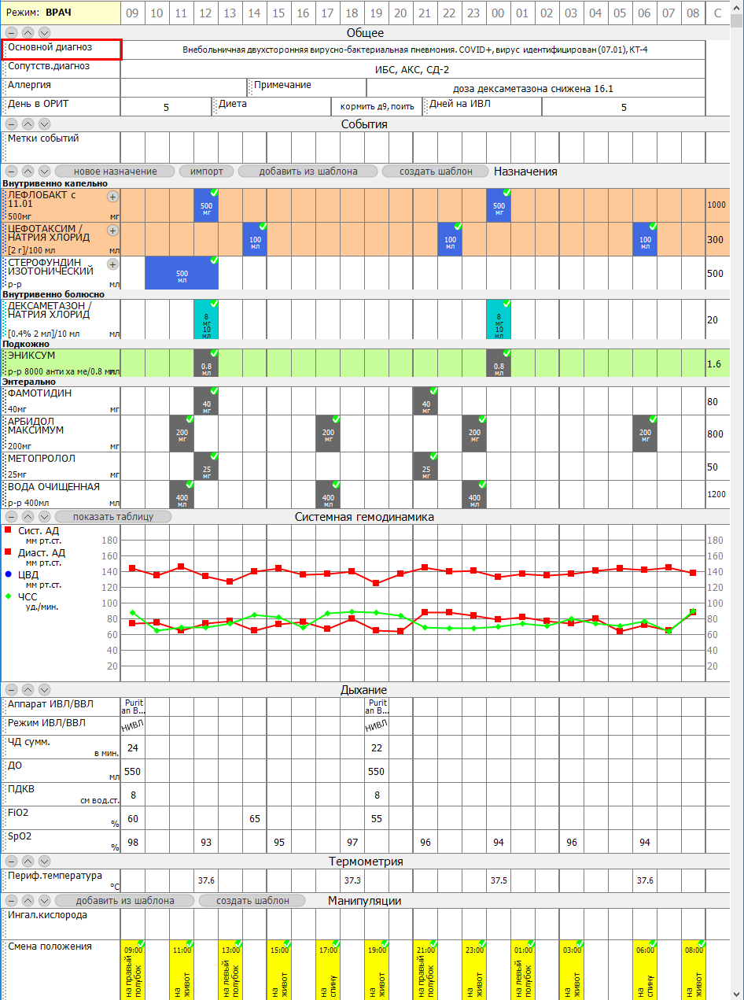 Режим: ВРАЧ 09 10 11 12 13 14 15 16 17 18 19 20 21 22 23 00 01 02 03 04 05 06 07 08 С
Общее
Основной диагноз
Внебольничная двухсторонняя вирусно-бактериальная пневмония. COVID+, вирус идентифицирован (07.01), КТ-4
Сопутств.диагноз
ИБС, АКС, СД-2
Аллергия
Примечание
доза дексаметазона снижена 16.1
День в ОРИТ
5
Диета
кормить д9, поить
Дней на ИВЛ
5
События
Метки событий
новое назначение импорт добавить из шаблона создать шаблон Назначения
Внутривенно капельно
ЛЕФЛОБАКТ с
11.01
500мг мг
500
мг
500
мг
1000
ЦЕФОТАКСИМ /
НАТРИЯ ХЛОРИД
[2 г]/100 мл мл
100
мл
100
мл
100
мл
300
СТЕРОФУНДИН
ИЗОТОНИЧЕСКИЙ
р-р мл
500
мл
500
Внутривенно болюсно
ДЕКСАМЕТАЗОН /
НАТРИЯ ХЛОРИД
[0.4% 2 мл]/10 мл мл
8
мг
10
мл
8
мг
10
мл
20
Подкожно
ЭНИКСУМ
р-р 8000 анти ха ме/0.8 мл
0.8
мл
0.8
мл
1.6
Энтерально
ФАМОТИДИН
40мг мг
40
мг
40
мг
80
АРБИДОЛ
МАКСИМУМ
200мг мг
200
мг
200
мг
200
мг
200
мг
800
МЕТОПРОЛОЛ
25мг мг
25
мг
25
мг
50
ВОДА ОЧИЩЕННАЯ
р-р 400мл мл
400
мл
400
мл
400
мл
1200
показать таблицу Системная гемодинамика
Сист. АД
мм рт.ст.
Диаст. АД
мм рт.ст.
ЦВД
мм рт.ст.
ЧСС
уд./мин.
180 180
160 160
140 140
120 120
100 100
80 80
60 60
40 40
20 20
Дыхание
Аппарат ИВЛ/ВВЛ
Purit
an B...
Purit
an B...
Режим ИВЛ/ВВЛ
НИВЛ НИВЛ
ЧД сумм.
в мин.
24 22
ДО
мл
550 550
ПДКВ
см вод.ст.
8 8
FiO2
%
60 65 55
SpO2
%
98 93 95 97 96 94 96 94
Термометрия
Периф.температура
°C
37.6 37.3 37.5 37.6
добавить из шаблона создать шаблон Манипуляции
Ингал.кислорода
Смена положения
09:00 11:00 13:00 15:00 17:00 19:00 21:00 23:00 01:00 03:00 06:00 08:00
на правый
полубок
на
живот
на левый
полубок
на
живот
на
спину
на
живот
на правый
полубок
на
живот
на левый
полубок
на
живот
на
спину
на
живот